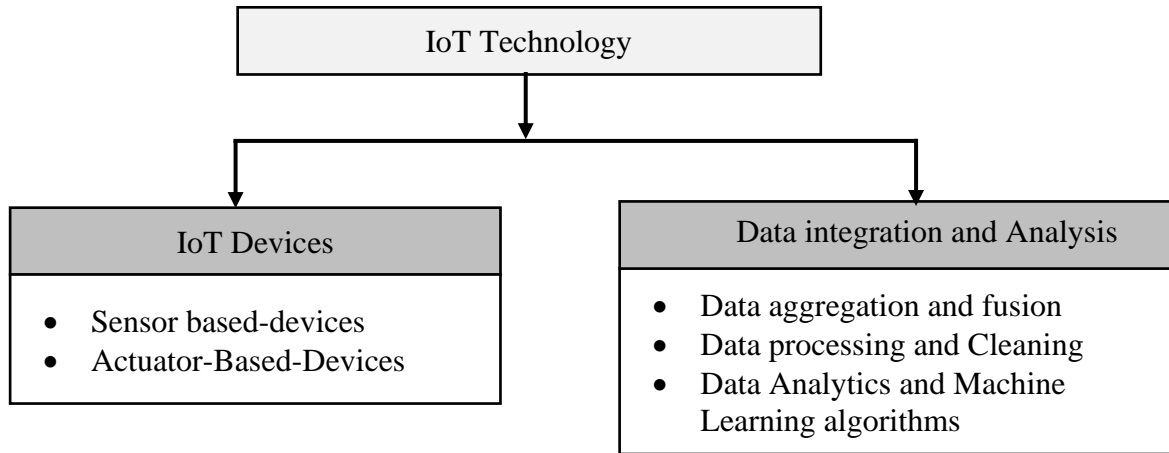 IoT Technology
IoT Devices
• Sensor based-devices
• Actuator-Based-Devices
Data integration and Analysis
• Data aggregation and fusion
• Data processing and Cleaning
• Data Analytics and Machine
Learning algorithms